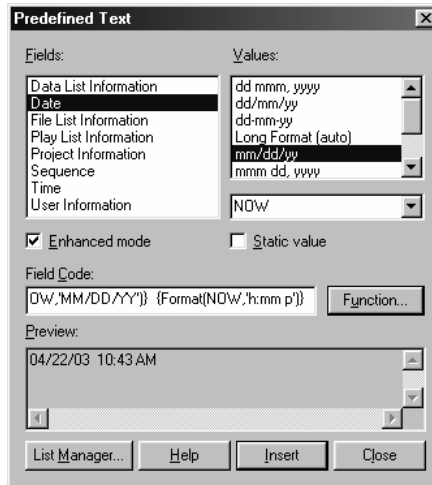 Predefined Text
Fields:
Data List Information
Date
File List Information
Play List Information
Project Information
Sequence
Time
User Information
Values:
dd mmm, yyyy
dd/mm/yy
dd-mm-yy
Long Format (auto)
mm/dd/yy
mmm dd, yyyy
NOW
Enhanced mode
Static value
Field Code:
OW,'MM/DD/YY')} {Format(NOW,'h:mm p')}
Function...
Preview:
04/22/03 10:43 AM
List Manager...
Help
Insert
Close